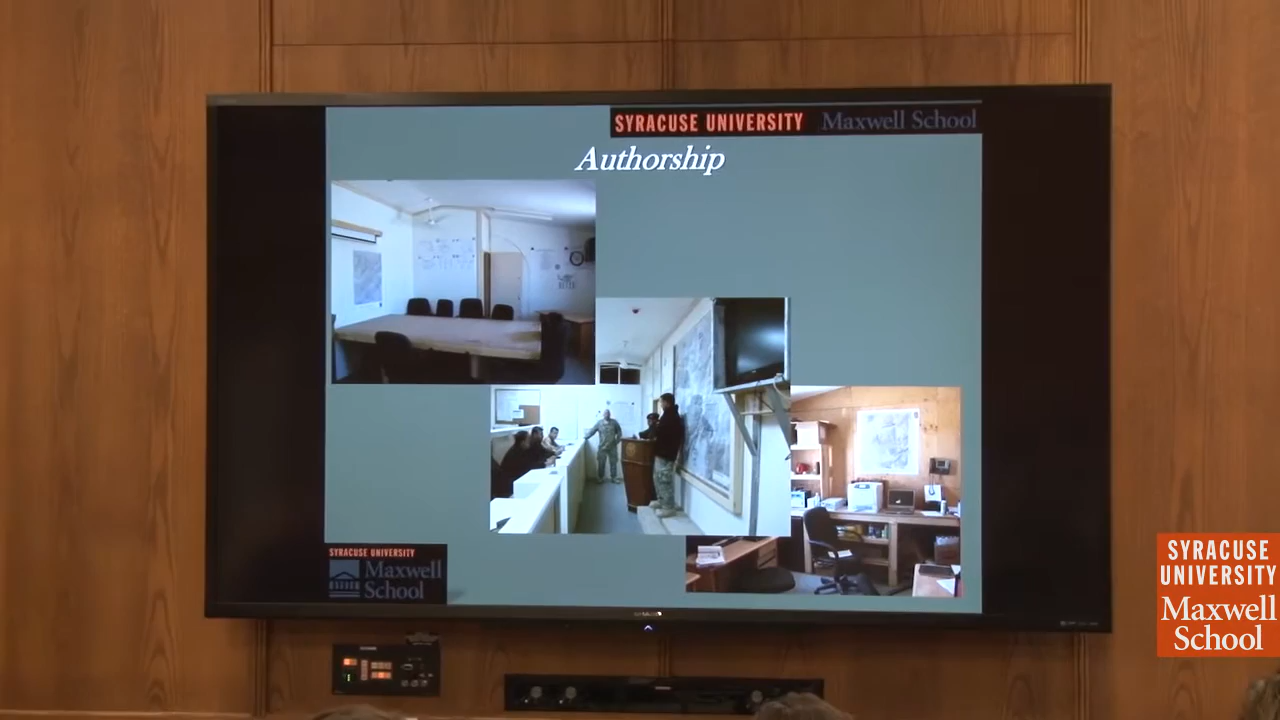 SYRACUSE UNIVERSITY Maxwell School
Authorship
SYRACUSE UNIVERSITY
Maxwell
School
SYRACUSE
UNIVERSITY
Maxwell
School